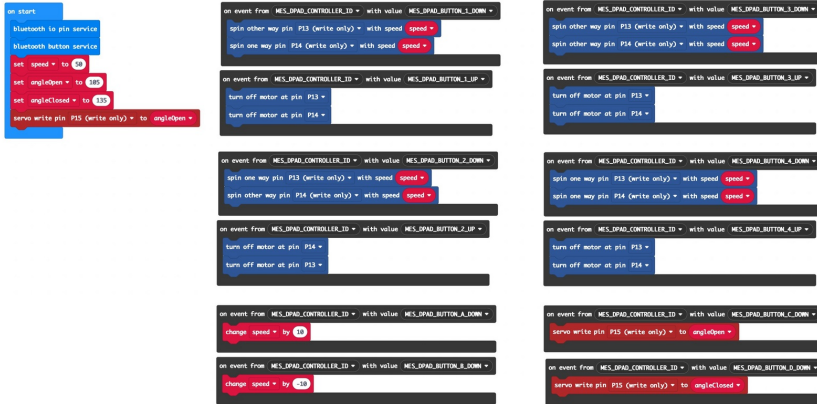 on start
bluetooth io pin service
bluetooth button service
set speed to 50
set angleOpen to 105
set angleClosed to 135
servo write pin P15 (write only) to angleOpen
on event from MES_DPAD_CONTROLLER_ID with value MES_DPAD_BUTTON_1_DOWN
spin other way pin P13 (write only) with speed speed
spin one way pin P14 (write only) with speed speed
on event from MES_DPAD_CONTROLLER_ID with value MES_DPAD_BUTTON_1_UP
turn off motor at pin P13
turn off motor at pin P14
on event from MES_DPAD_CONTROLLER_ID with value MES_DPAD_BUTTON_2_DOWN
spin one way pin P13 (write only) with speed speed
spin other way pin P14 (write only) with speed speed
on event from MES_DPAD_CONTROLLER_ID with value MES_DPAD_BUTTON_2_UP
turn off motor at pin P14
turn off motor at pin P13
on event from MES_DPAD_CONTROLLER_ID with value MES_DPAD_BUTTON_A_DOWN
change speed by 10
on event from MES_DPAD_CONTROLLER_ID with value MES_DPAD_BUTTON_B_DOWN
change speed by -10
on event from MES_DPAD_CONTROLLER_ID with value MES_DPAD_BUTTON_3_DOWN
spin other way pin P13 (write only) with speed speed
spin other way pin P14 (write only) with speed speed
on event from MES_DPAD_CONTROLLER_ID with value MES_DPAD_BUTTON_3_UP
turn off motor at pin P13
turn off motor at pin P14
on event from MES_DPAD_CONTROLLER_ID with value MES_DPAD_BUTTON_4_DOWN
spin one way pin P13 (write only) with speed speed
spin one way pin P14 (write only) with speed speed
on event from MES_DPAD_CONTROLLER_ID with value MES_DPAD_BUTTON_4_UP
turn off motor at pin P13
turn off motor at pin P14
on event from MES_DPAD_CONTROLLER_ID with value MES_DPAD_BUTTON_C_DOWN
servo write pin P15 (write only) to angleOpen
on event from MES_DPAD_CONTROLLER_ID with value MES_DPAD_BUTTON_D_DOWN
servo write pin P15 (write only) to angleClosed